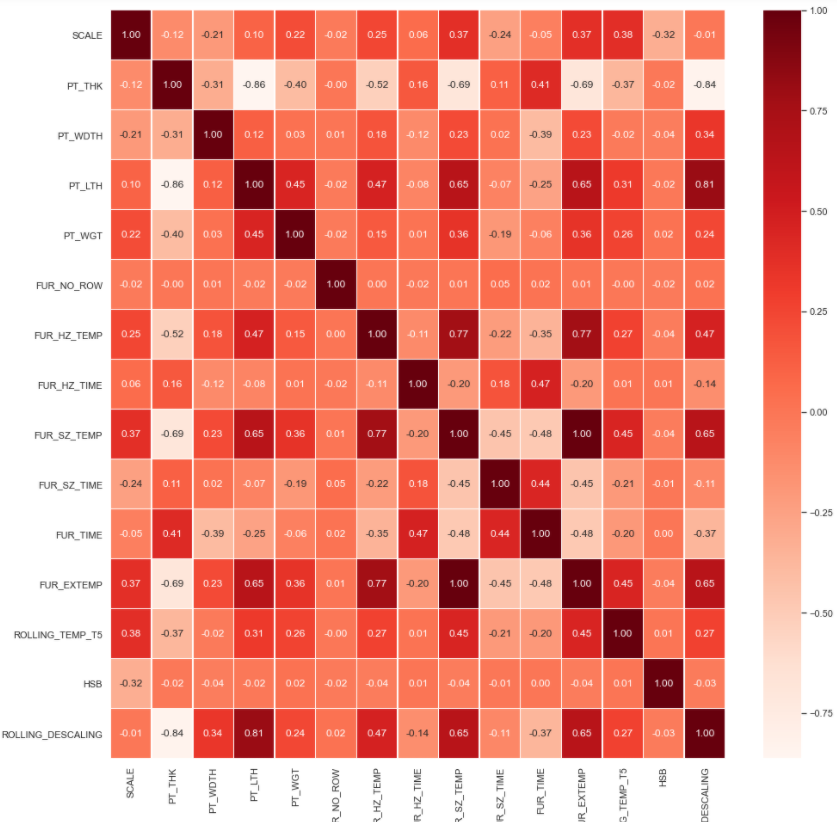 SCALE 1.00 -0.12 -0.21 0.10 0.22 -0.02 0.25 0.06 0.37 -0.24 -0.05 0.37 0.38 -0.32 -0.01
PT_THK -0.12 1.00 -0.31 -0.86 -0.40 -0.00 -0.52 0.16 -0.69 0.11 0.41 -0.69 -0.37 -0.02 -0.84
PT_WDTH -0.21 -0.31 1.00 0.12 0.03 0.01 0.18 -0.12 0.23 0.02 -0.39 0.23 -0.02 -0.04 0.34
PT_LTH 0.10 -0.86 0.12 1.00 0.45 -0.02 0.47 -0.08 0.65 -0.07 -0.25 0.65 0.31 -0.02 0.81
PT_WGT 0.22 -0.40 0.03 0.45 1.00 -0.02 0.15 0.01 0.36 -0.19 -0.06 0.36 0.26 0.02 0.24
FUR_NO_ROW -0.02 -0.00 0.01 -0.02 -0.02 1.00 0.00 -0.02 0.01 0.05 0.02 0.01 -0.00 -0.02 0.02
FUR_HZ_TEMP 0.25 -0.52 0.18 0.47 0.15 0.00 1.00 -0.11 0.77 -0.22 -0.35 0.77 0.27 -0.04 0.47
FUR_HZ_TIME 0.06 0.16 -0.12 -0.08 0.01 -0.02 -0.11 1.00 -0.20 0.18 0.47 -0.20 0.01 0.01 -0.14
FUR_SZ_TEMP 0.37 -0.69 0.23 0.65 0.36 0.01 0.77 -0.20 1.00 -0.45 -0.48 1.00 0.45 -0.04 0.65
FUR_SZ_TIME -0.24 0.11 0.02 -0.07 -0.19 0.05 -0.22 0.18 -0.45 1.00 0.44 -0.45 -0.21 -0.01 -0.11
FUR_TIME -0.05 0.41 -0.39 -0.25 -0.06 0.02 -0.35 0.47 -0.48 0.44 1.00 -0.48 -0.20 0.00 -0.37
FUR_EXTEMP 0.37 -0.69 0.23 0.65 0.36 0.01 0.77 -0.20 1.00 -0.45 -0.48 1.00 0.45 -0.04 0.65
ROLLING_TEMP_T5 0.38 -0.37 -0.02 0.31 0.26 -0.00 0.27 0.01 0.45 -0.21 -0.20 0.45 1.00 0.01 0.27
HSB -0.32 -0.02 -0.04 -0.02 0.02 -0.02 -0.04 0.01 -0.04 -0.01 0.00 -0.04 0.01 1.00 -0.03
ROLLING_DESCALING -0.01 -0.84 0.34 0.81 0.24 0.02 0.47 -0.14 0.65 -0.11 -0.37 0.65 0.27 -0.03 1.00
SCALE
PT_THK
PT_WDTH
PT_LTH
PT_WGT
R_NO_ROW
R_HZ_TEMP
UR_HZ_TIME
R_SZ_TEMP
R_SZ_TIME
FUR_TIME
UR_EXTEMP
G_TEMP_T5
HSB
DESCALING
1.00
0.75
0.50
0.25
0.00
-0.25
-0.50
-0.75